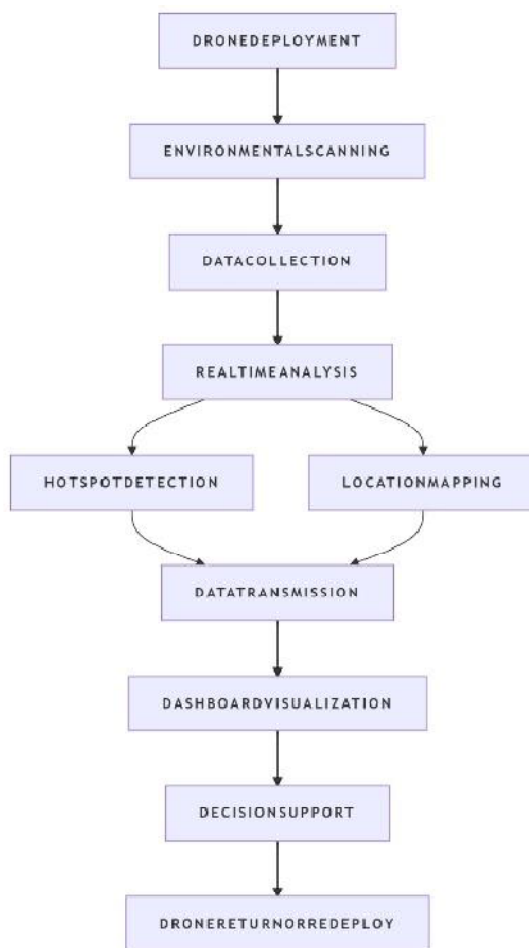 DRONEDEPLOYMENT
ENVIRONMENTALSCANNING
DATACOLLECTION
REALTIMEANALYSIS
HOTSPOTDETECTION
LOCATIONMAPPING
DATATRANSMISSION
DASHBOARDVISUALIZATION
DECISIONSUPPORT
DRONERETURNORREDEPLOY